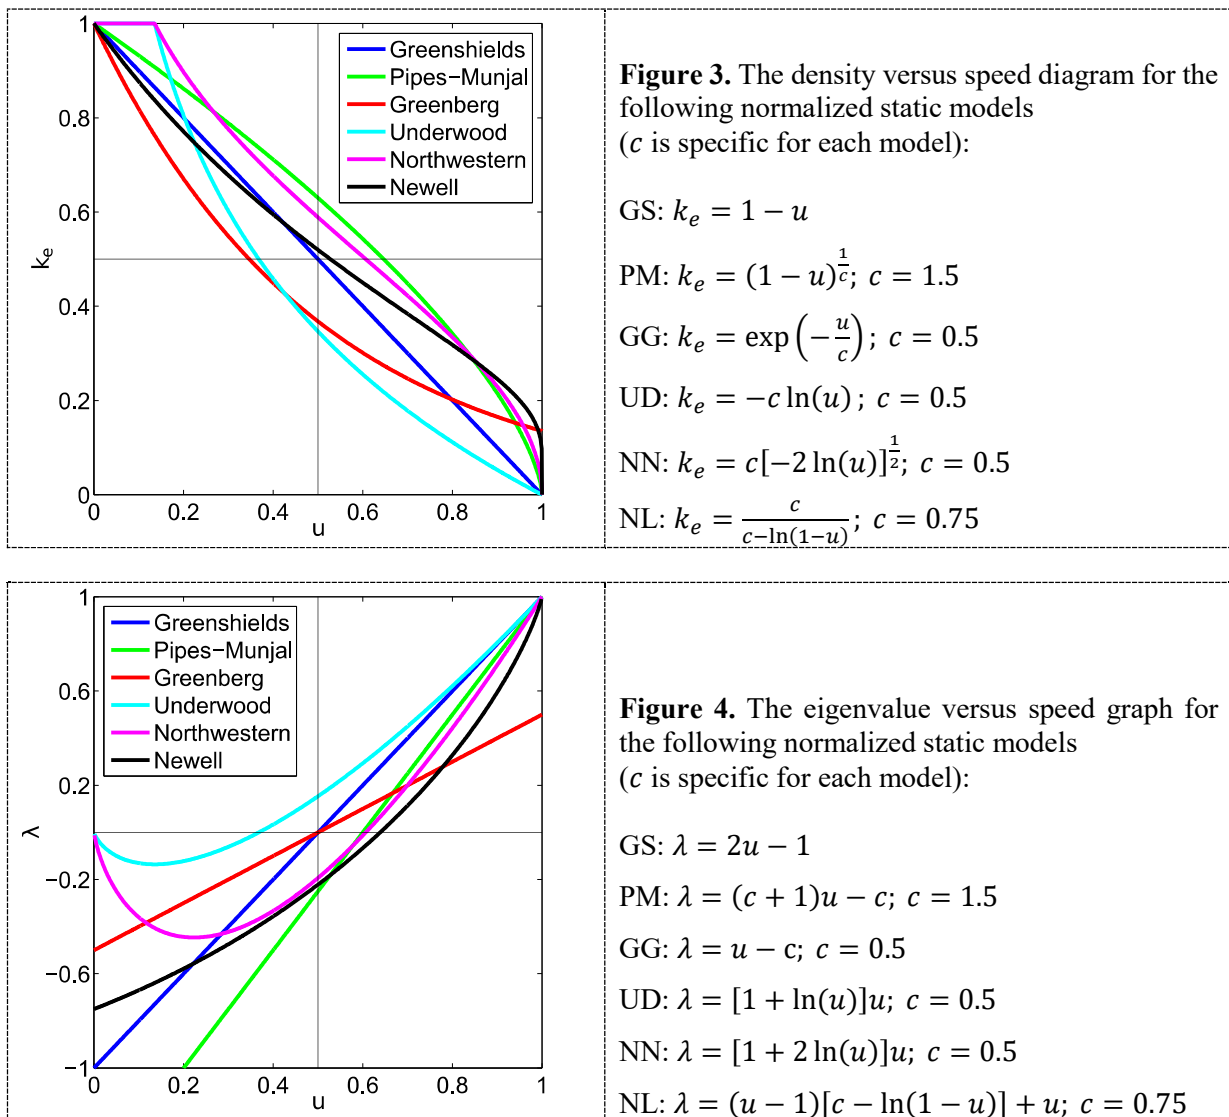 1
0.8
0.6
0.4
0.2
0
k_e
0
0.2
0.4
0.6
0.8
1
u
Greenshields
Pipes−Munjal
Greenberg
Underwood
Northwestern
Newell
Figure 3. The density versus speed diagram for the
following normalized static models
(c is specific for each model):
GS: k_e = 1 − u
PM: k_e = (1 − u)^{1/c}; c = 1.5
GG: k_e = exp(−u/c); c = 0.5
UD: k_e = −c ln(u); c = 0.5
NN: k_e = c[−2 ln(u)]^{1/2}; c = 0.5
NL: k_e = c/(c−ln(1−u)); c = 0.75
1
0.6
0.2
−0.2
−0.6
−1
λ
0
0.2
0.4
0.6
0.8
1
u
Greenshields
Pipes−Munjal
Greenberg
Underwood
Northwestern
Newell
Figure 4. The eigenvalue versus speed graph for
the following normalized static models
(c is specific for each model):
GS: λ = 2u − 1
PM: λ = (c + 1)u − c; c = 1.5
GG: λ = u − c; c = 0.5
UD: λ = [1 + ln(u)]u; c = 0.5
NN: λ = [1 + 2 ln(u)]u; c = 0.5
NL: λ = (u − 1)[c − ln(1 − u)] + u; c = 0.75